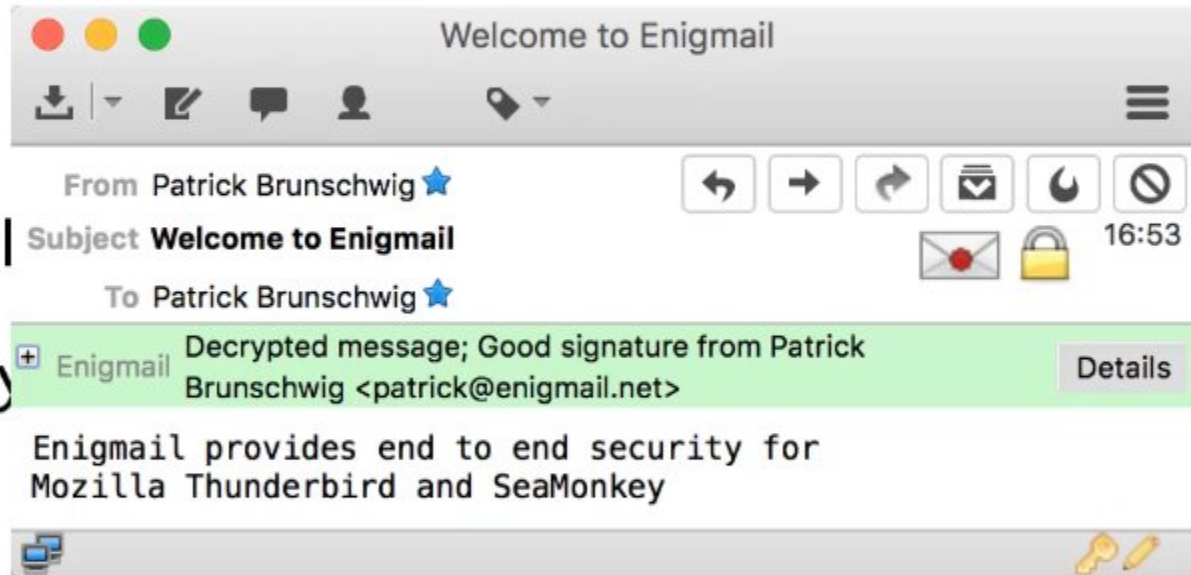 Welcome to Enigmail
From Patrick Brunschwig
Subject Welcome to Enigmail
16:53
To Patrick Brunschwig
Enigmail
Decrypted message; Good signature from Patrick
Brunschwig <patrick@enigmail.net>
Details
Enigmail provides end to end security for
Mozilla Thunderbird and SeaMonkey